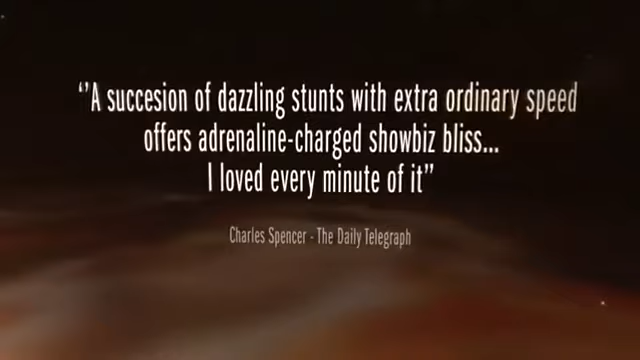 ‘’A succesion of dazzling stunts with extra ordinary speed
offers adrenaline-charged showbiz bliss...
I loved every minute of it”
Charles Spencer - The Daily Telegraph